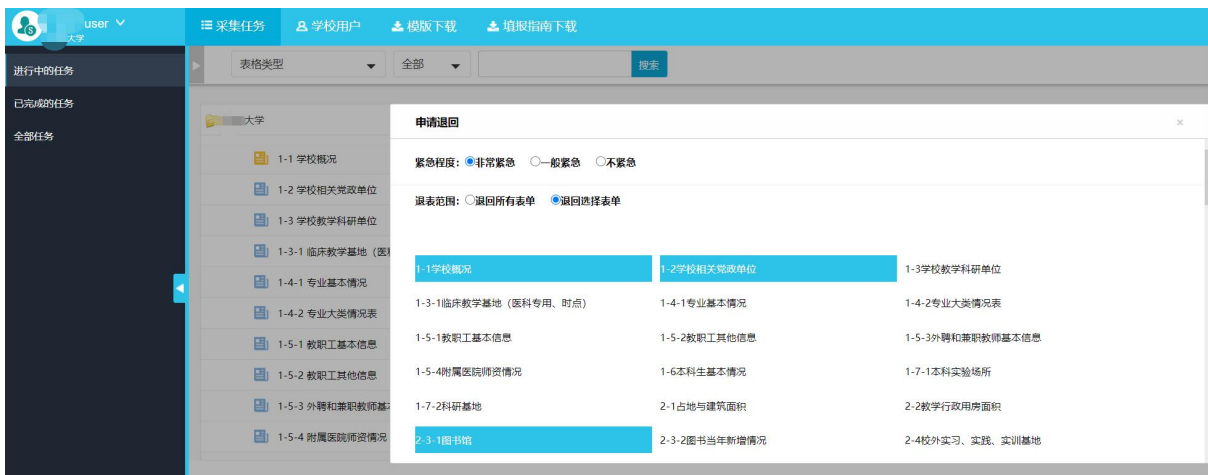 user
大学
采集任务 学校用户 模版下载 填报指南下载
进行中的任务
已完成的任务
全部任务
表格类型 全部 搜索
大学
1-1 学校概况
1-2 学校相关党政单位
1-3 学校教学科研单位
1-3-1 临床教学基地（医
1-4-1 专业基本情况
1-4-2 专业大类情况表
1-5-1 教职工基本信息
1-5-2 教职工其他信息
1-5-3 外聘和兼职教师基
1-5-4 附属医院师资情况
申请退回 ×
紧急程度： 非常紧急 一般紧急 不紧急
退表范围： 退回所有表单 退回选择表单
1-1学校概况 1-2学校相关党政单位 1-3学校教学科研单位
1-3-1临床教学基地（医科专用、时点） 1-4-1专业基本情况 1-4-2专业大类情况表
1-5-1教职工基本信息 1-5-2教职工其他信息 1-5-3外聘和兼职教师基本信息
1-5-4附属医院师资情况 1-6本科生基本情况 1-7-1本科实验场所
1-7-2科研基地 2-1占地与建筑面积 2-2教学行政用房面积
2-3-1图书馆 2-3-2图书当年新增情况 2-4校外实习、实践、实训基地